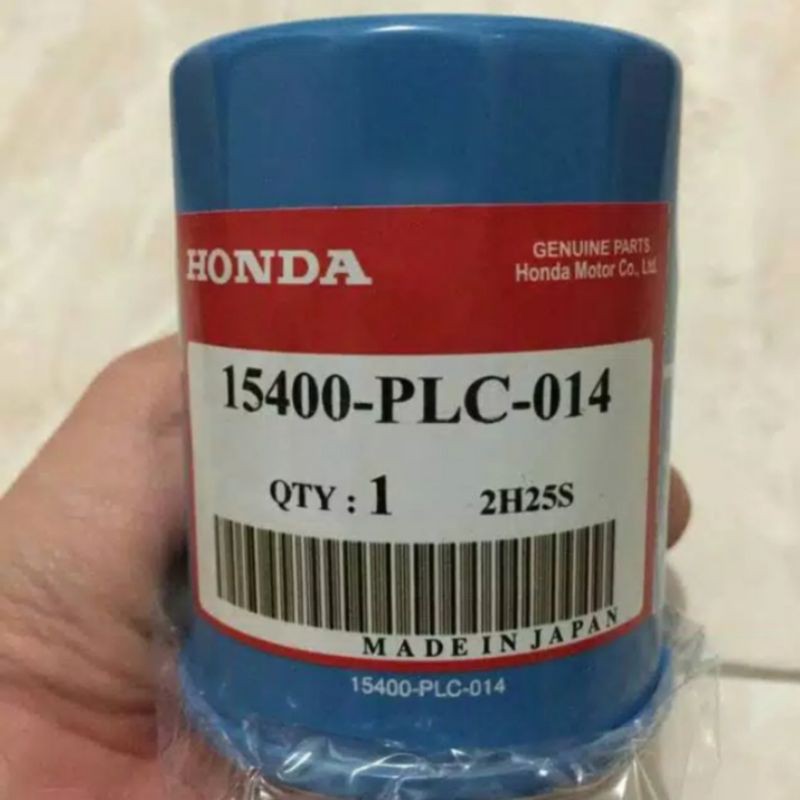 HONDA
GENUINE PARTS
Honda Motor Co., Ltd.
15400-PLC-014
QTY : 1 2H25S
MADE IN JAPAN
15400-PLC-014